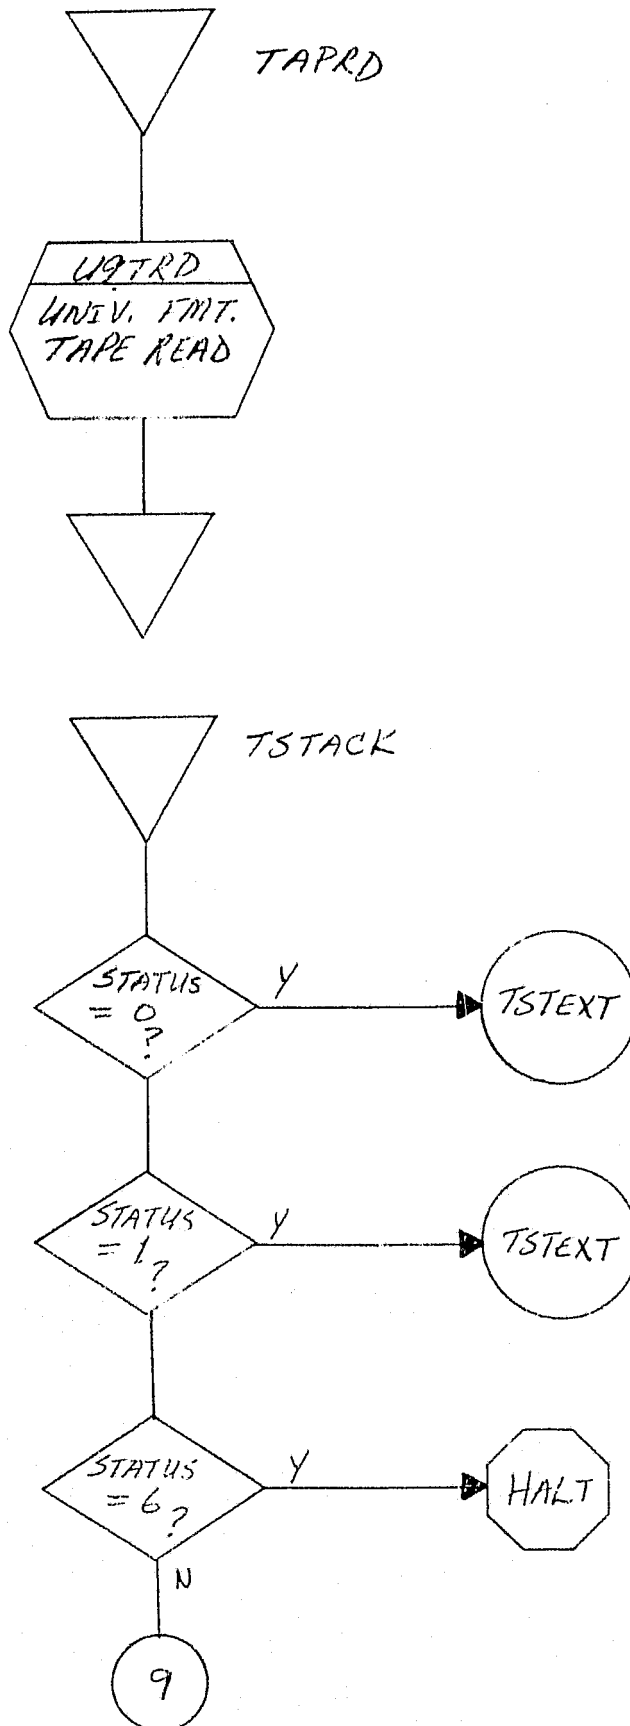 TAPRD
U9TRD
UNIV. FMT.
TAPE READ
TSTACK
STATUS
= 0
?
Y
TSTEXT
STATUS
= 1
?
Y
TSTEXT
STATUS
= 6
?
Y
HALT
N
9